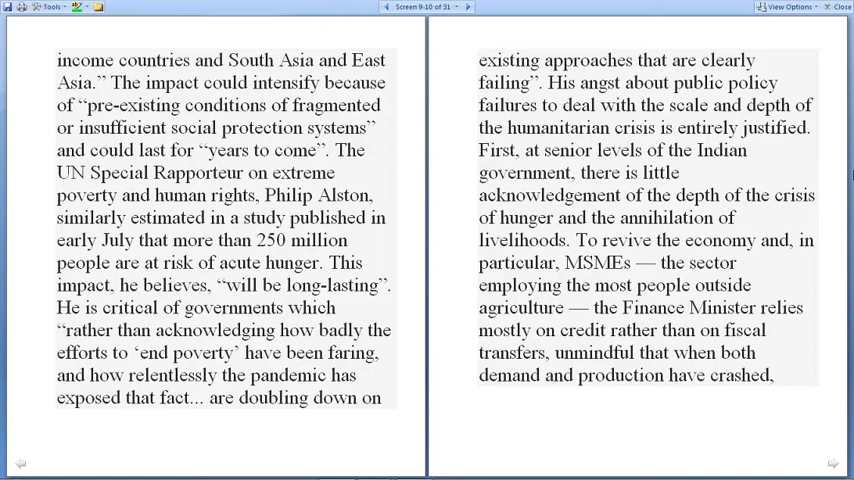 Tools
Screen 9-10 of 31
View Options
Close
income countries and South Asia and East
Asia.” The impact could intensify because
of “pre-existing conditions of fragmented
or insufficient social protection systems”
and could last for “years to come”. The
UN Special Rapporteur on extreme
poverty and human rights, Philip Alston,
similarly estimated in a study published in
early July that more than 250 million
people are at risk of acute hunger. This
impact, he believes, “will be long-lasting”.
He is critical of governments which
“rather than acknowledging how badly the
efforts to ‘end poverty’ have been faring,
and how relentlessly the pandemic has
exposed that fact... are doubling down on
existing approaches that are clearly
failing”. His angst about public policy
failures to deal with the scale and depth of
the humanitarian crisis is entirely justified.
First, at senior levels of the Indian
government, there is little
acknowledgement of the depth of the crisis
of hunger and the annihilation of
livelihoods. To revive the economy and, in
particular, MSMEs — the sector
employing the most people outside
agriculture — the Finance Minister relies
mostly on credit rather than on fiscal
transfers, unmindful that when both
demand and production have crashed,